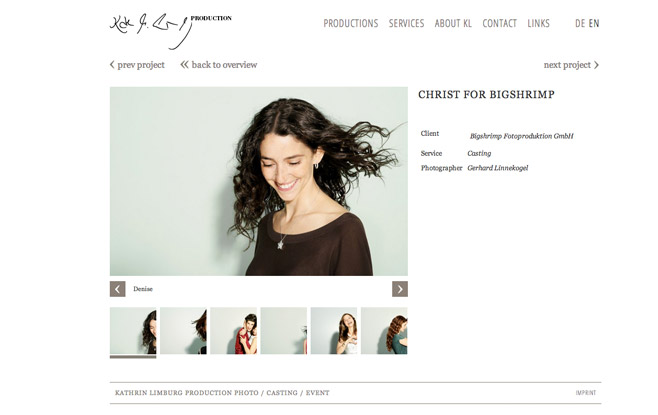 PRODUCTION
PRODUCTIONS SERVICES ABOUT KL CONTACT LINKS DE EN
prev project back to overview next project
CHRIST FOR BIGSHRIMP
Client Bigshrimp Fotoproduktion GmbH
Service Casting
Photographer Gerhard Linnekogel
Denise
KATHRIN LIMBURG PRODUCTION PHOTO / CASTING / EVENT IMPRINT